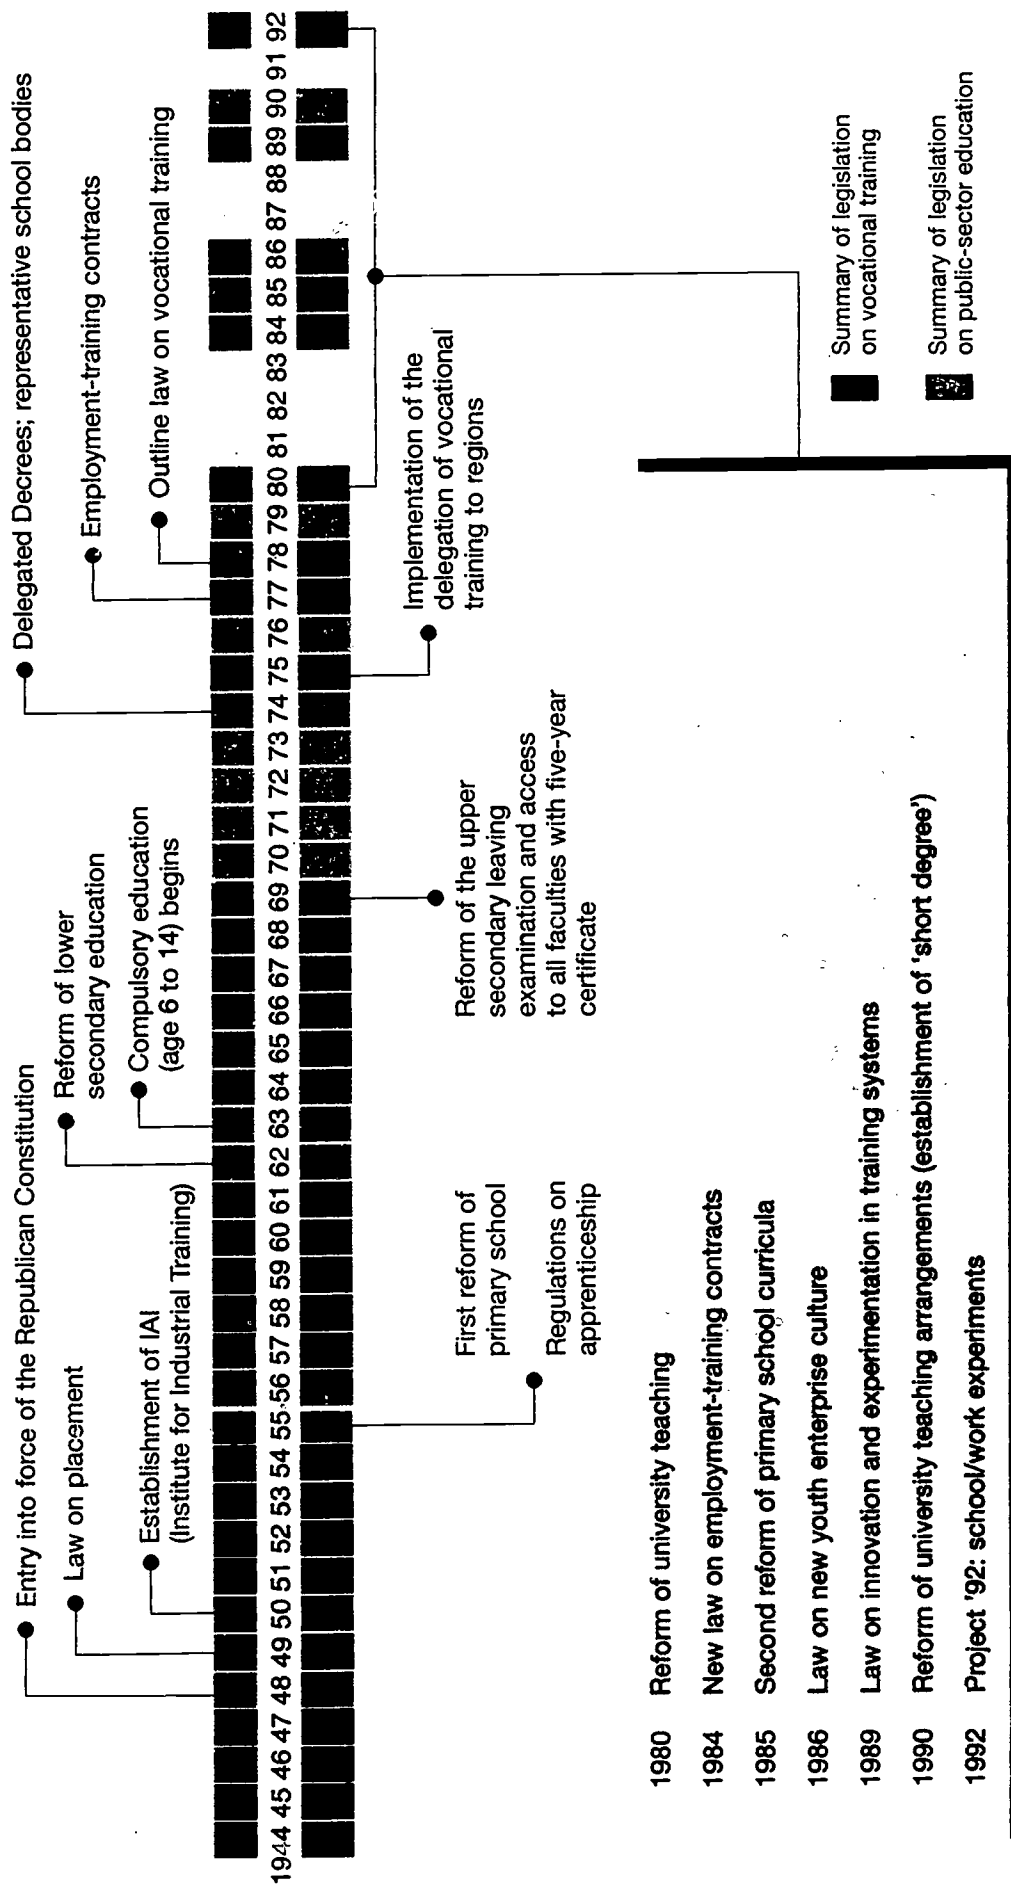 Entry into force of the Republican Constitution
Law on placement
Establishment of IAI
(Institute for Industrial Training)
Reform of lower
secondary education
Compulsory education
(age 6 to 14) begins
Delegated Decrees; representative school bodies
Employment-training contracts
Outline law on vocational training
1944 45 46 47 48 49 50 51 52 53 54 55 56 57 58 59 60 61 62 63 64 65 66 67 68 69 70 71 72 73 74 75 76 77 78 79 80 81 82 83 84 85 86 87 88 89 90 91 92
First reform of
primary school
Regulations on
apprenticeship
Reform of the upper
secondary leaving
examination and access
to all faculties with five-year
certificate
Implementation of the
delegation of vocational
training to regions
1980 Reform of university teaching
1984 New law on employment-training contracts
1985 Second reform of primary school curricula
1986 Law on new youth enterprise culture
1989 Law on innovation and experimentation in training systems
1990 Reform of university teaching arrangements (establishment of 'short degree')
1992 Project '92: school/work experiments
Summary of legislation
on vocational training
Summary of legislation
on public-sector education